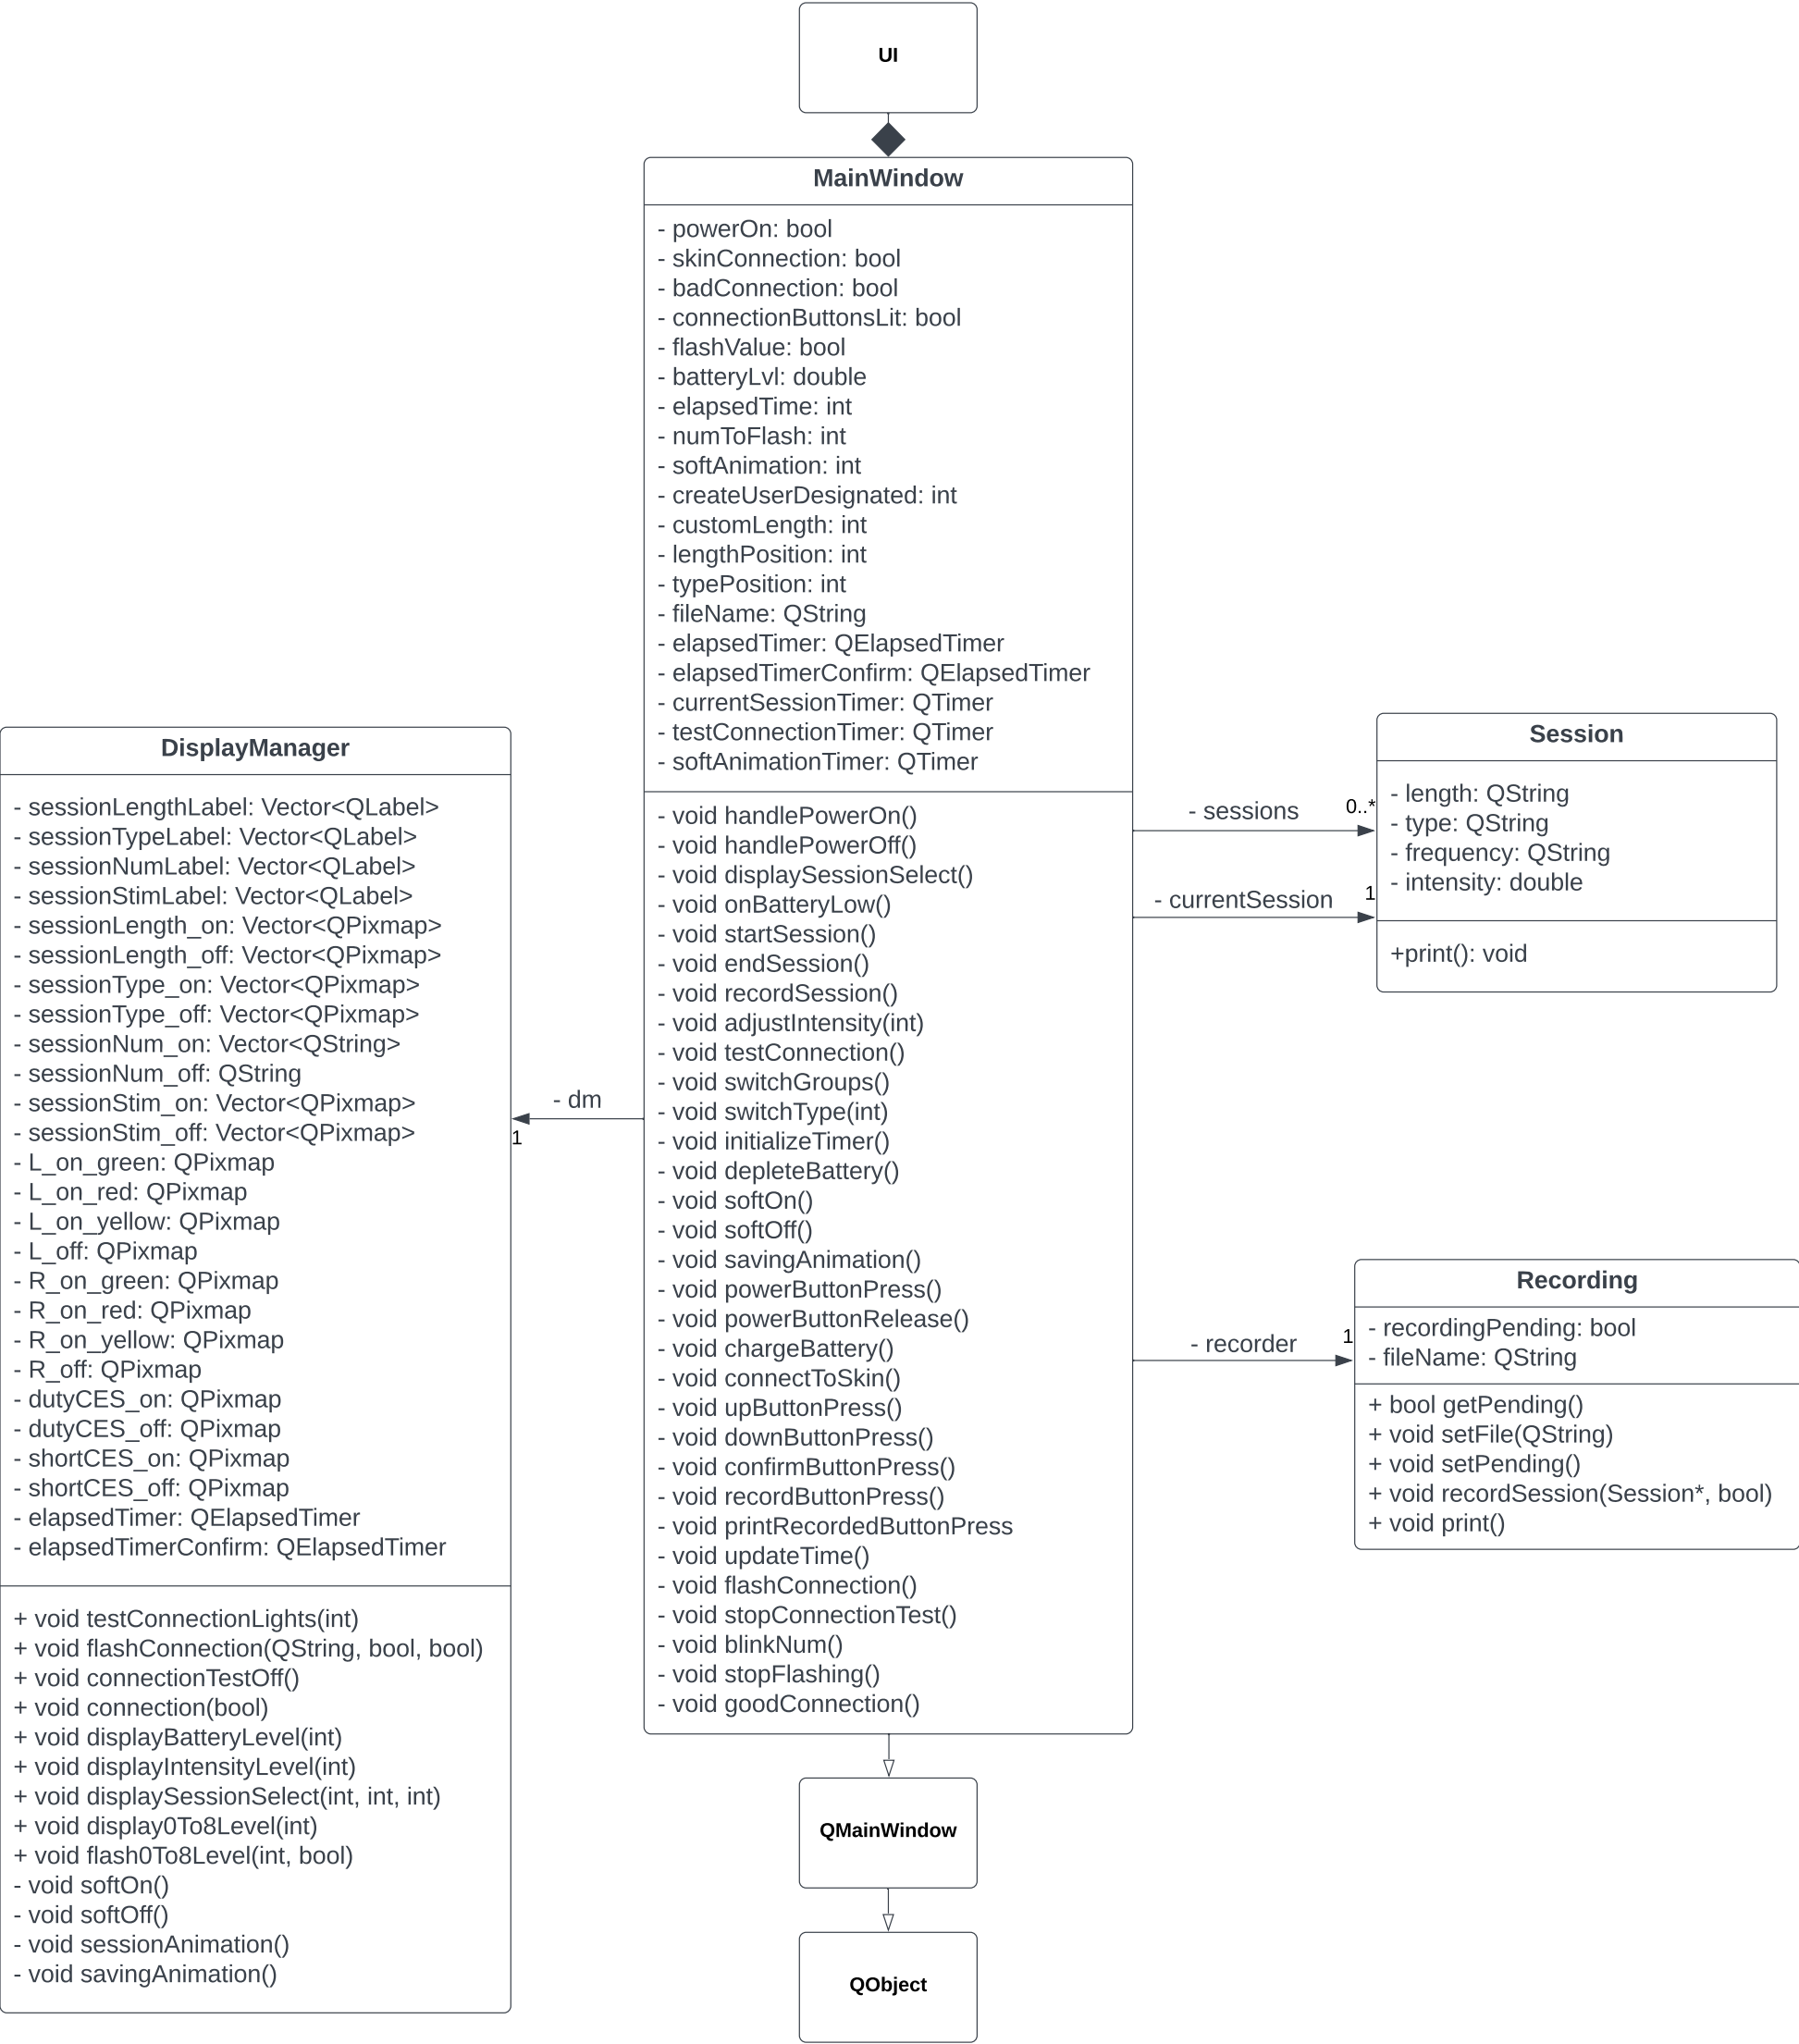 UI
MainWindow
- powerOn: bool
- skinConnection: bool
- badConnection: bool
- connectionButtonsLit: bool
- flashValue: bool
- batteryLvl: double
- elapsedTime: int
- numToFlash: int
- softAnimation: int
- createUserDesignated: int
- customLength: int
- lengthPosition: int
- typePosition: int
- fileName: QString
- elapsedTimer: QElapsedTimer
- elapsedTimerConfirm: QElapsedTimer
- currentSessionTimer: QTimer
- testConnectionTimer: QTimer
- softAnimationTimer: QTimer
- void handlePowerOn()
- void handlePowerOff()
- void displaySessionSelect()
- void onBatteryLow()
- void startSession()
- void endSession()
- void recordSession()
- void adjustIntensity(int)
- void testConnection()
- void switchGroups()
- void switchType(int)
- void initializeTimer()
- void depleteBattery()
- void softOn()
- void softOff()
- void savingAnimation()
- void powerButtonPress()
- void powerButtonRelease()
- void chargeBattery()
- void connectToSkin()
- void upButtonPress()
- void downButtonPress()
- void confirmButtonPress()
- void recordButtonPress()
- void printRecordedButtonPress
- void updateTime()
- void flashConnection()
- void stopConnectionTest()
- void blinkNum()
- void stopFlashing()
- void goodConnection()
DisplayManager
- sessionLengthLabel: Vector<QLabel>
- sessionTypeLabel: Vector<QLabel>
- sessionNumLabel: Vector<QLabel>
- sessionStimLabel: Vector<QLabel>
- sessionLength_on: Vector<QPixmap>
- sessionLength_off: Vector<QPixmap>
- sessionType_on: Vector<QPixmap>
- sessionType_off: Vector<QPixmap>
- sessionNum_on: Vector<QString>
- sessionNum_off: QString
- sessionStim_on: Vector<QPixmap>
- sessionStim_off: Vector<QPixmap>
- L_on_green: QPixmap
- L_on_red: QPixmap
- L_on_yellow: QPixmap
- L_off: QPixmap
- R_on_green: QPixmap
- R_on_red: QPixmap
- R_on_yellow: QPixmap
- R_off: QPixmap
- dutyCES_on: QPixmap
- dutyCES_off: QPixmap
- shortCES_on: QPixmap
- shortCES_off: QPixmap
- elapsedTimer: QElapsedTimer
- elapsedTimerConfirm: QElapsedTimer
+ void testConnectionLights(int)
+ void flashConnection(QString, bool, bool)
+ void connectionTestOff()
+ void connection(bool)
+ void displayBatteryLevel(int)
+ void displayIntensityLevel(int)
+ void displaySessionSelect(int, int, int)
+ void display0To8Level(int)
+ void flash0To8Level(int, bool)
- void softOn()
- void softOff()
- void sessionAnimation()
- void savingAnimation()
- dm
1
- sessions
0..*
- currentSession
1
Session
- length: QString
- type: QString
- frequency: QString
- intensity: double
+print(): void
- recorder
1
Recording
- recordingPending: bool
- fileName: QString
+ bool getPending()
+ void setFile(QString)
+ void setPending()
+ void recordSession(Session*, bool)
+ void print()
QMainWindow
QObject